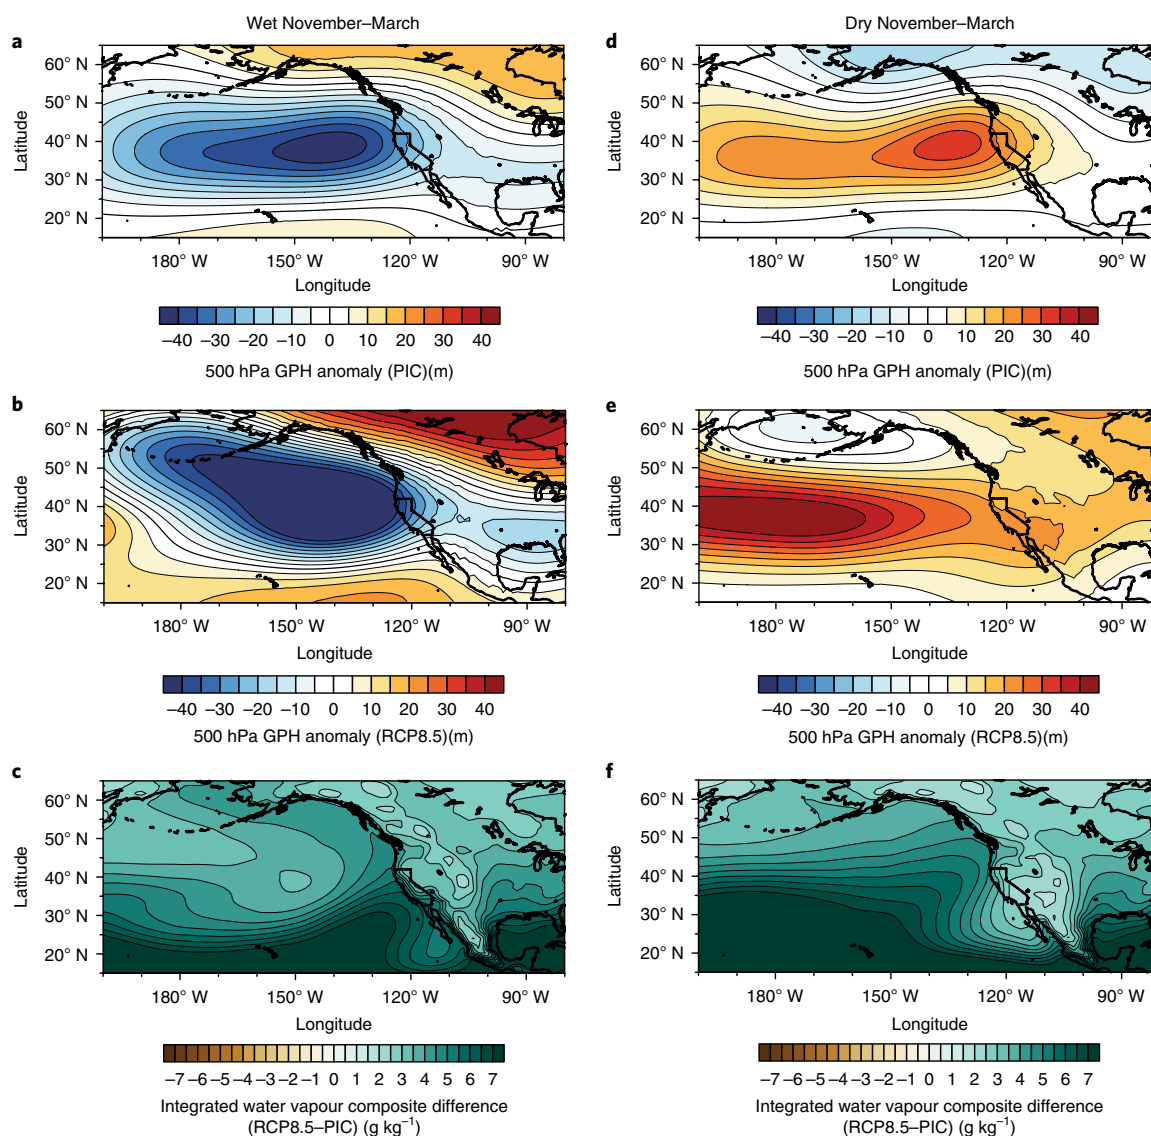 Wet November–March
Dry November–March
a
60° N
50° N
40° N
30° N
20° N
Latitude
180° W 150° W 120° W 90° W
Longitude
–40 –30 –20 –10 0 10 20 30 40
500 hPa GPH anomaly (PIC)(m)
d
60° N
50° N
40° N
30° N
20° N
Latitude
180° W 150° W 120° W 90° W
Longitude
–40 –30 –20 –10 0 10 20 30 40
500 hPa GPH anomaly (PIC)(m)
b
60° N
50° N
40° N
30° N
20° N
Latitude
180° W 150° W 120° W 90° W
Longitude
–40 –30 –20 –10 0 10 20 30 40
500 hPa GPH anomaly (RCP8.5)(m)
e
60° N
50° N
40° N
30° N
20° N
Latitude
180° W 150° W 120° W 90° W
Longitude
–40 –30 –20 –10 0 10 20 30 40
500 hPa GPH anomaly (RCP8.5)(m)
c
60° N
50° N
40° N
30° N
20° N
Latitude
180° W 150° W 120° W 90° W
Longitude
–7 –6 –5 –4 –3 –2 –1 0 1 2 3 4 5 6 7
Integrated water vapour composite difference
(RCP8.5–PIC) (g kg⁻¹)
f
60° N
50° N
40° N
30° N
20° N
Latitude
180° W 150° W 120° W 90° W
Longitude
–7 –6 –5 –4 –3 –2 –1 0 1 2 3 4 5 6 7
Integrated water vapour composite difference
(RCP8.5–PIC) (g kg⁻¹)